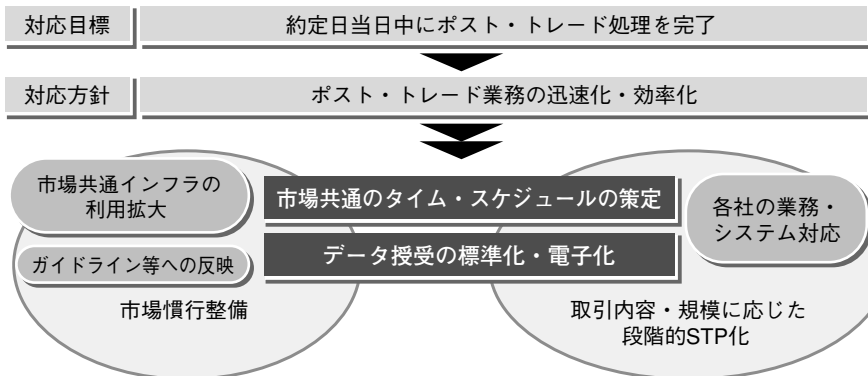 対応目標
約定日当日中にポスト・トレード処理を完了
対応方針
ポスト・トレード業務の迅速化・効率化
市場共通インフラの
利用拡大
市場共通のタイム・スケジュールの策定
各社の業務・
システム対応
ガイドライン等への反映
データ授受の標準化・電子化
市場慣行整備
取引内容・規模に応じた
段階的STP化